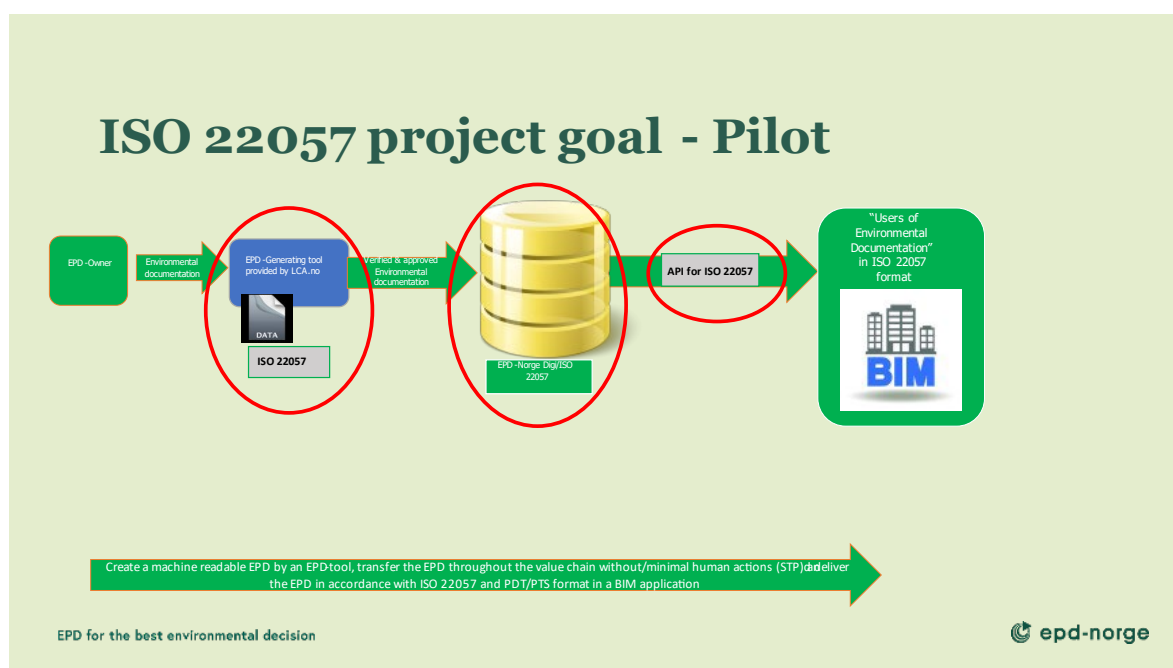 ISO 22057 project goal - Pilot
EPD-Owner
Environmental
documentation
EPD-Generating tool
provided by LCA.no
DATA
ISO 22057
Verified & approved
Environmental
documentation
EPD-Norge Dig/ISO
22057
API for ISO 22057
“Users of
Environmental
Documentation”
in ISO 22057
format
BIM
Create a machine readable EPD by an EPD-tool, transfer the EPD throughout the value chain without/minimal human actions (STP) deliver
the EPD in accordance with ISO 22057 and PDT/PTS format in a BIM application
EPD for the best environmental decision
epd-norge